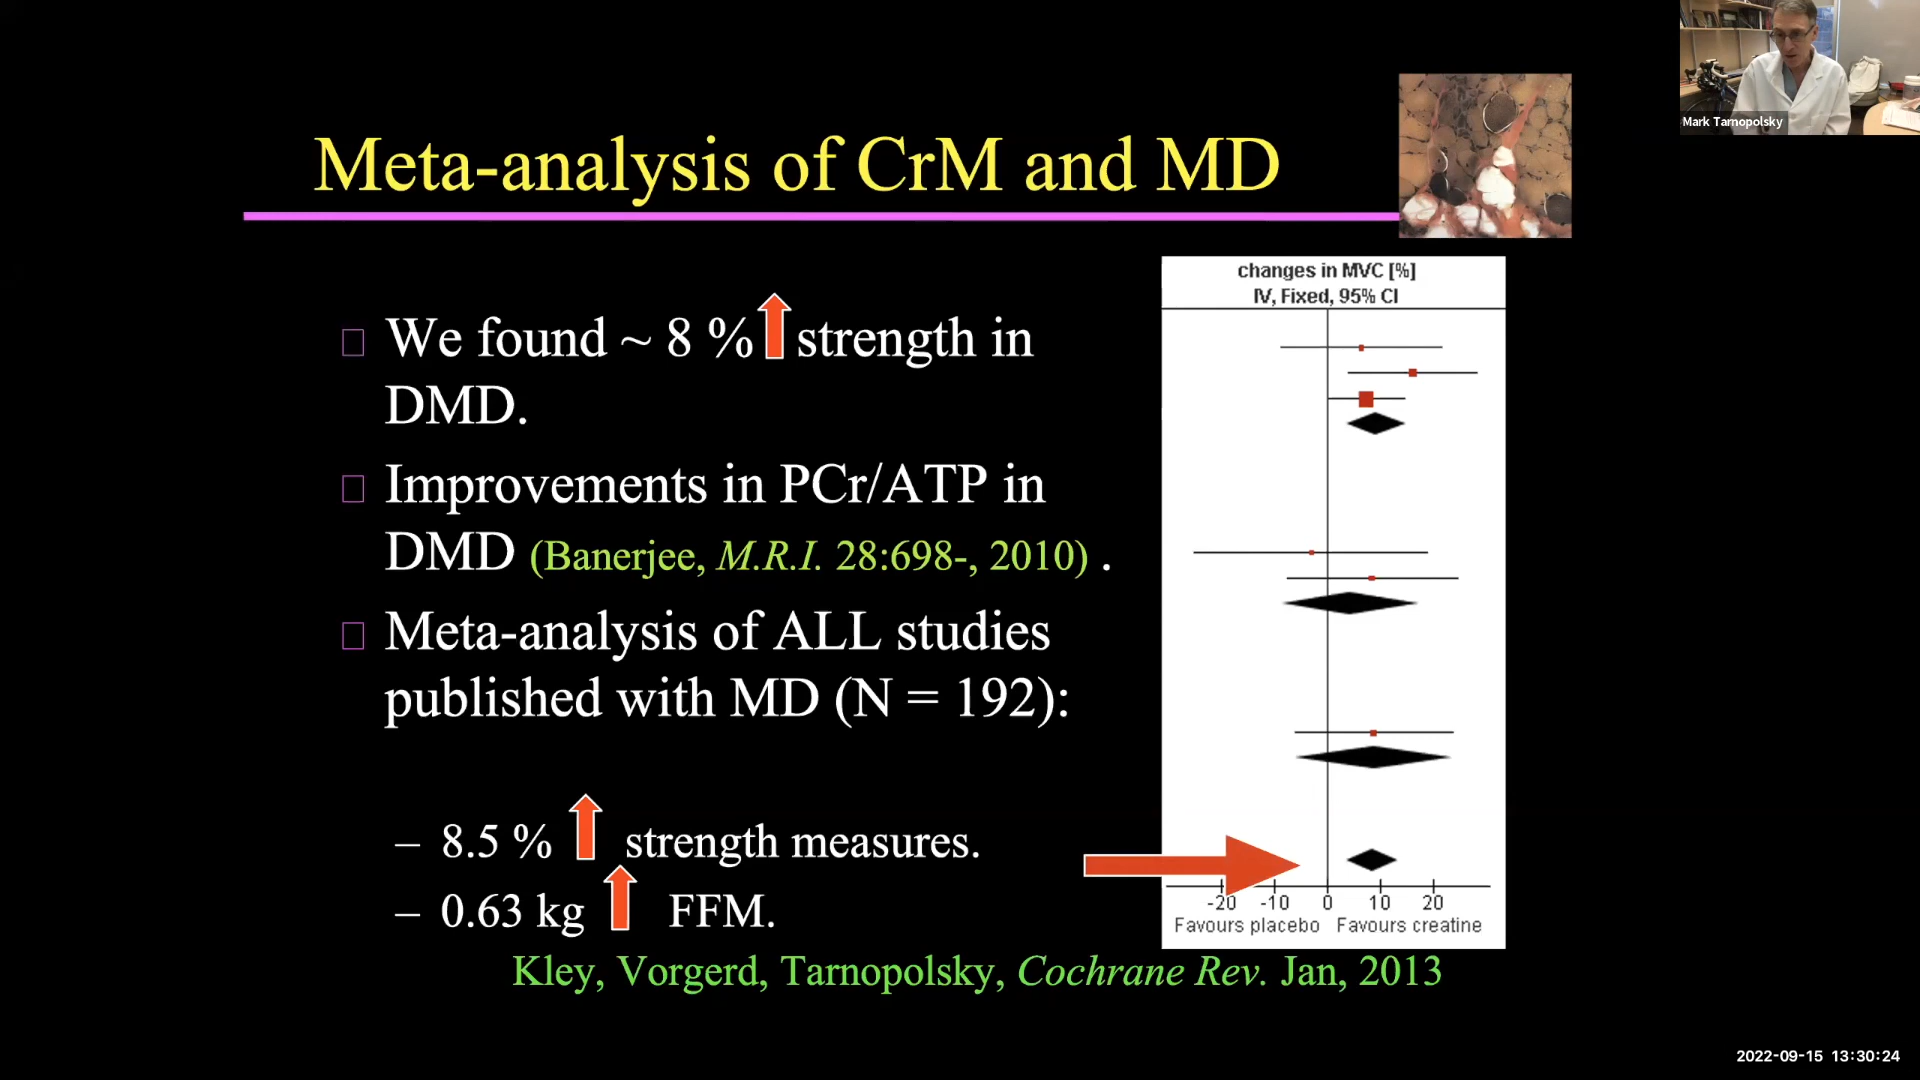 Mark Tarnopolsky
Meta-analysis of CrM and MD
We found ~ 8 % strength in
DMD.
Improvements in PCr/ATP in
DMD (Banerjee, M.R.I. 28:698-, 2010) .
Meta-analysis of ALL studies
published with MD (N = 192):
– 8.5 % strength measures.
– 0.63 kg FFM.
changes in MVC [%]
IV, Fixed, 95% CI
-20 -10 0 10 20
Favours placebo Favours creatine
Kley, Vorgerd, Tarnopolsky, Cochrane Rev. Jan, 2013
2022-09-15 13:30:24